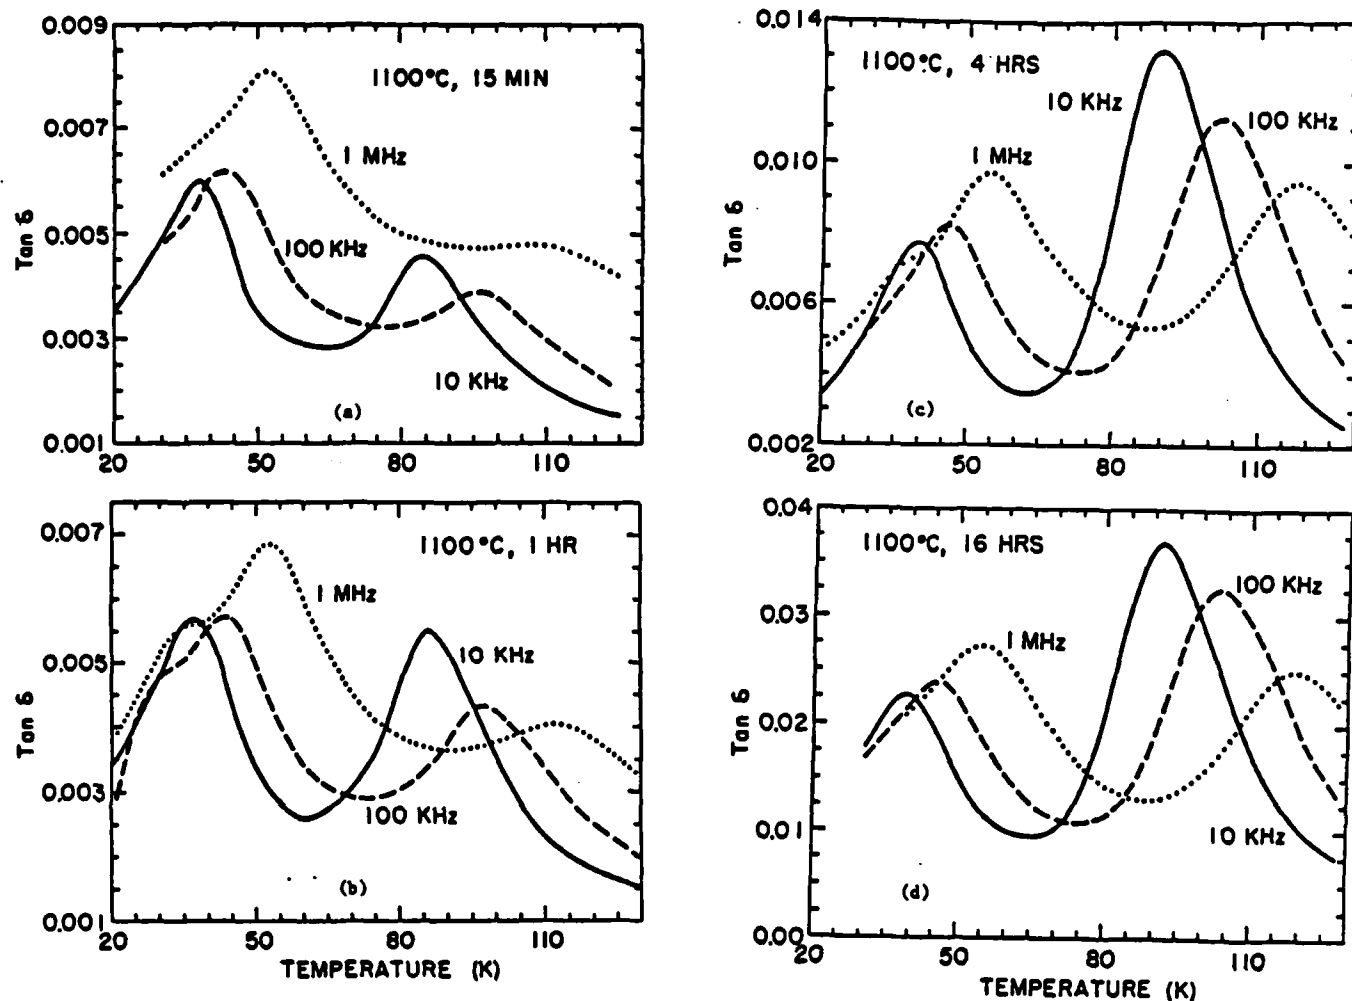 0.009
0.007
0.005
0.003
0.001
Tan δ
1100°C, 15 MIN
1 MHz
100 KHz
10 KHz
(a)
20 50 80 110
0.007
0.005
0.003
0.001
Tan δ
1100°C, 1 HR
1 MHz
10 KHz
100 KHz
(b)
20 50 80 110
TEMPERATURE (K)
0.014
0.010
0.006
0.002
Tan δ
1100°C, 4 HRS
10 KHz
100 KHz
1 MHz
(c)
20 50 80 110
0.04
0.03
0.02
0.01
0.00
Tan δ
1100°C, 16 HRS
100 KHz
1 MHz
10 KHz
(d)
20 50 80 110
TEMPERATURE (K)